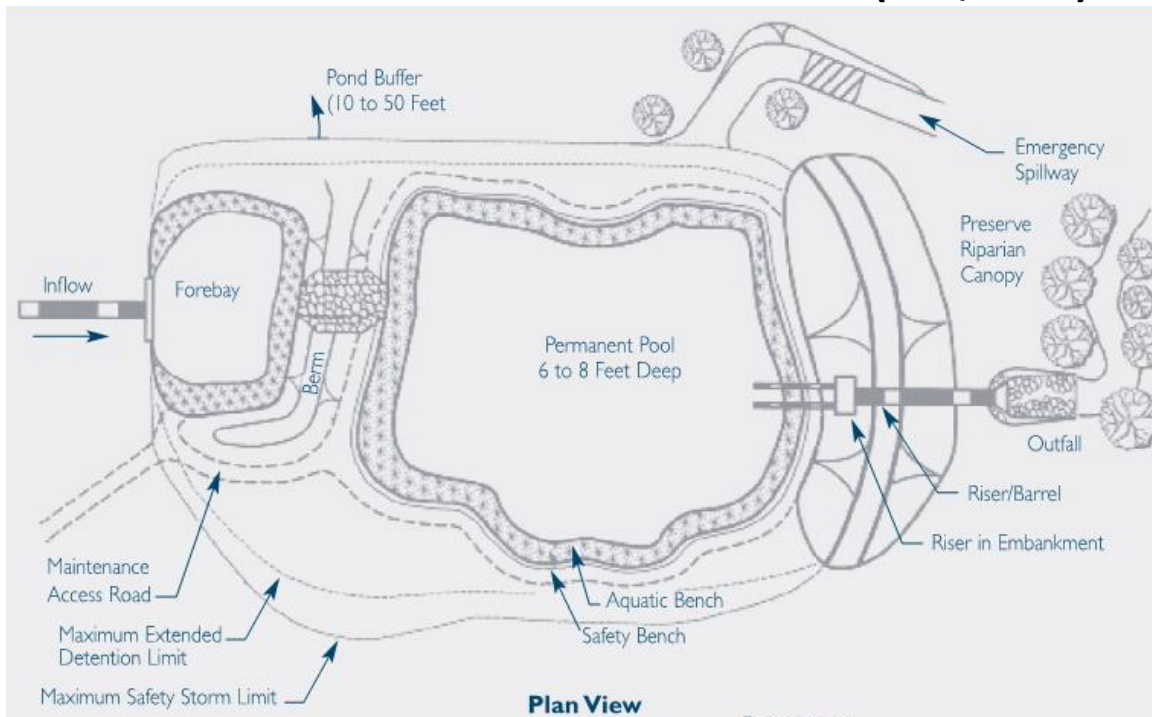 Pond Buffer
(10 to 50 Feet
Emergency
Spillway
Preserve
Riparian
Canopy
Inflow
Forebay
Permanent Pool
6 to 8 Feet Deep
Berm
Outfall
Riser/Barrel
Riser in Embankment
Maintenance
Access Road
Aquatic Bench
Safety Bench
Maximum Extended
Detention Limit
Maximum Safety Storm Limit
Plan View